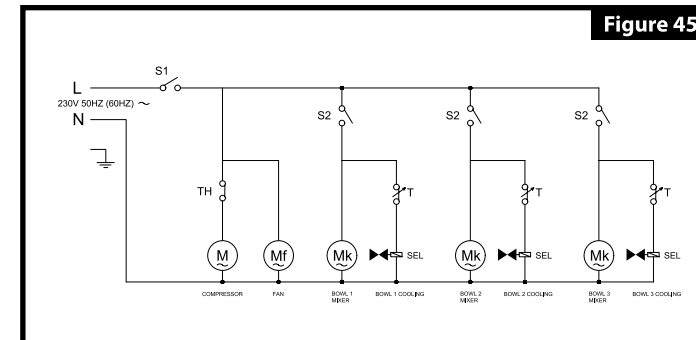 Figure 45
S1
L
230V 50HZ (60HZ) ~
N
S2
S2
S2
TH
T
T
T
M
Mf
Mk
SEL
Mk
SEL
Mk
SEL
COMPRESSOR
FAN
BOWL 1
MIXER
BOWL 1 COOLING
BOWL 2
MIXER
BOWL 2 COOLING
BOWL 3
MIXER
BOWL 3 COOLING